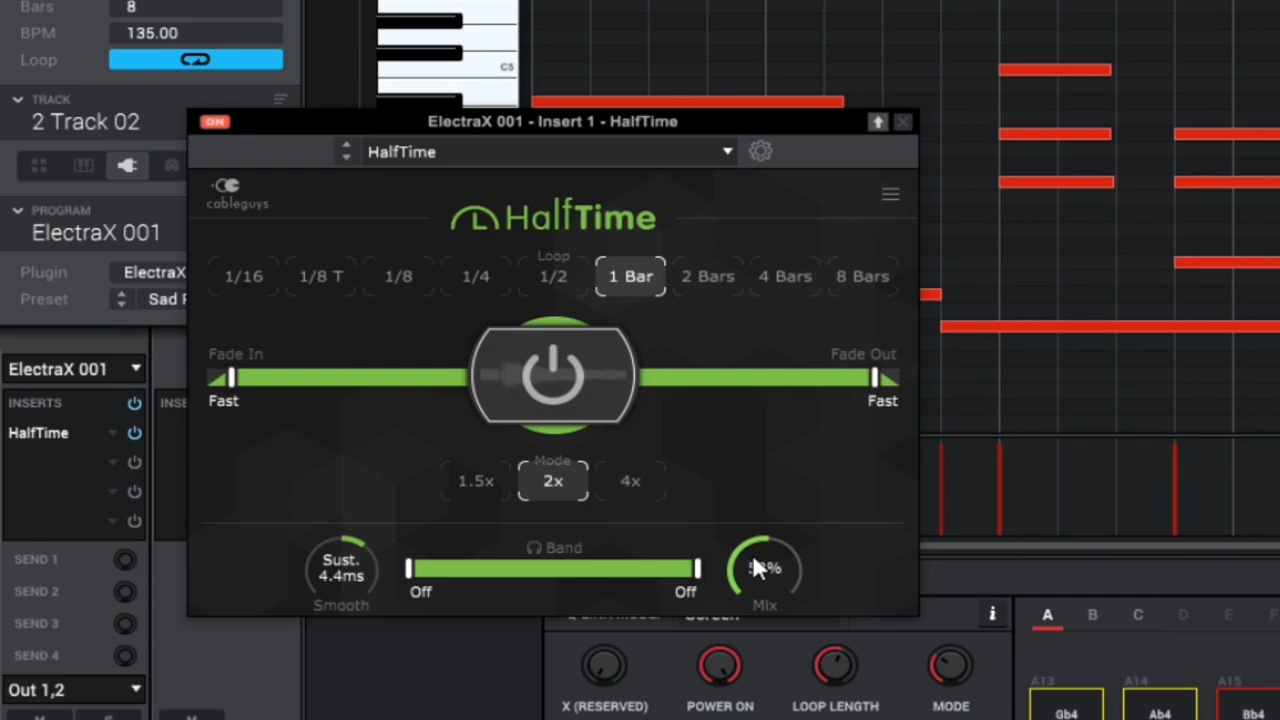 Bars 8
BPM 135.00
Loop
TRACK
2 Track 02
PROGRAM
ElectraX 001
Plugin ElectraX
Preset Sad
C5
ON ElectraX 001 - Insert 1 - HalfTime
HalfTime
cableguys
HalfTime
Loop
1/16 1/8 T 1/8 1/4 1/2 1 Bar 2 Bars 4 Bars 8 Bars
Fade In Fade Out
Fast Fast
Mode
1.5x 2x 4x
Band
Sust.
4.4ms
Off Off
Smooth Mix
ElectraX 001
INSERTS
HalfTime
SEND 1
SEND 2
SEND 3
SEND 4
Out 1,2
X (RESERVED) POWER ON LOOP LENGTH MODE
A B C D E F
A13 A14 A15
Gb4 Ab4 Bb4